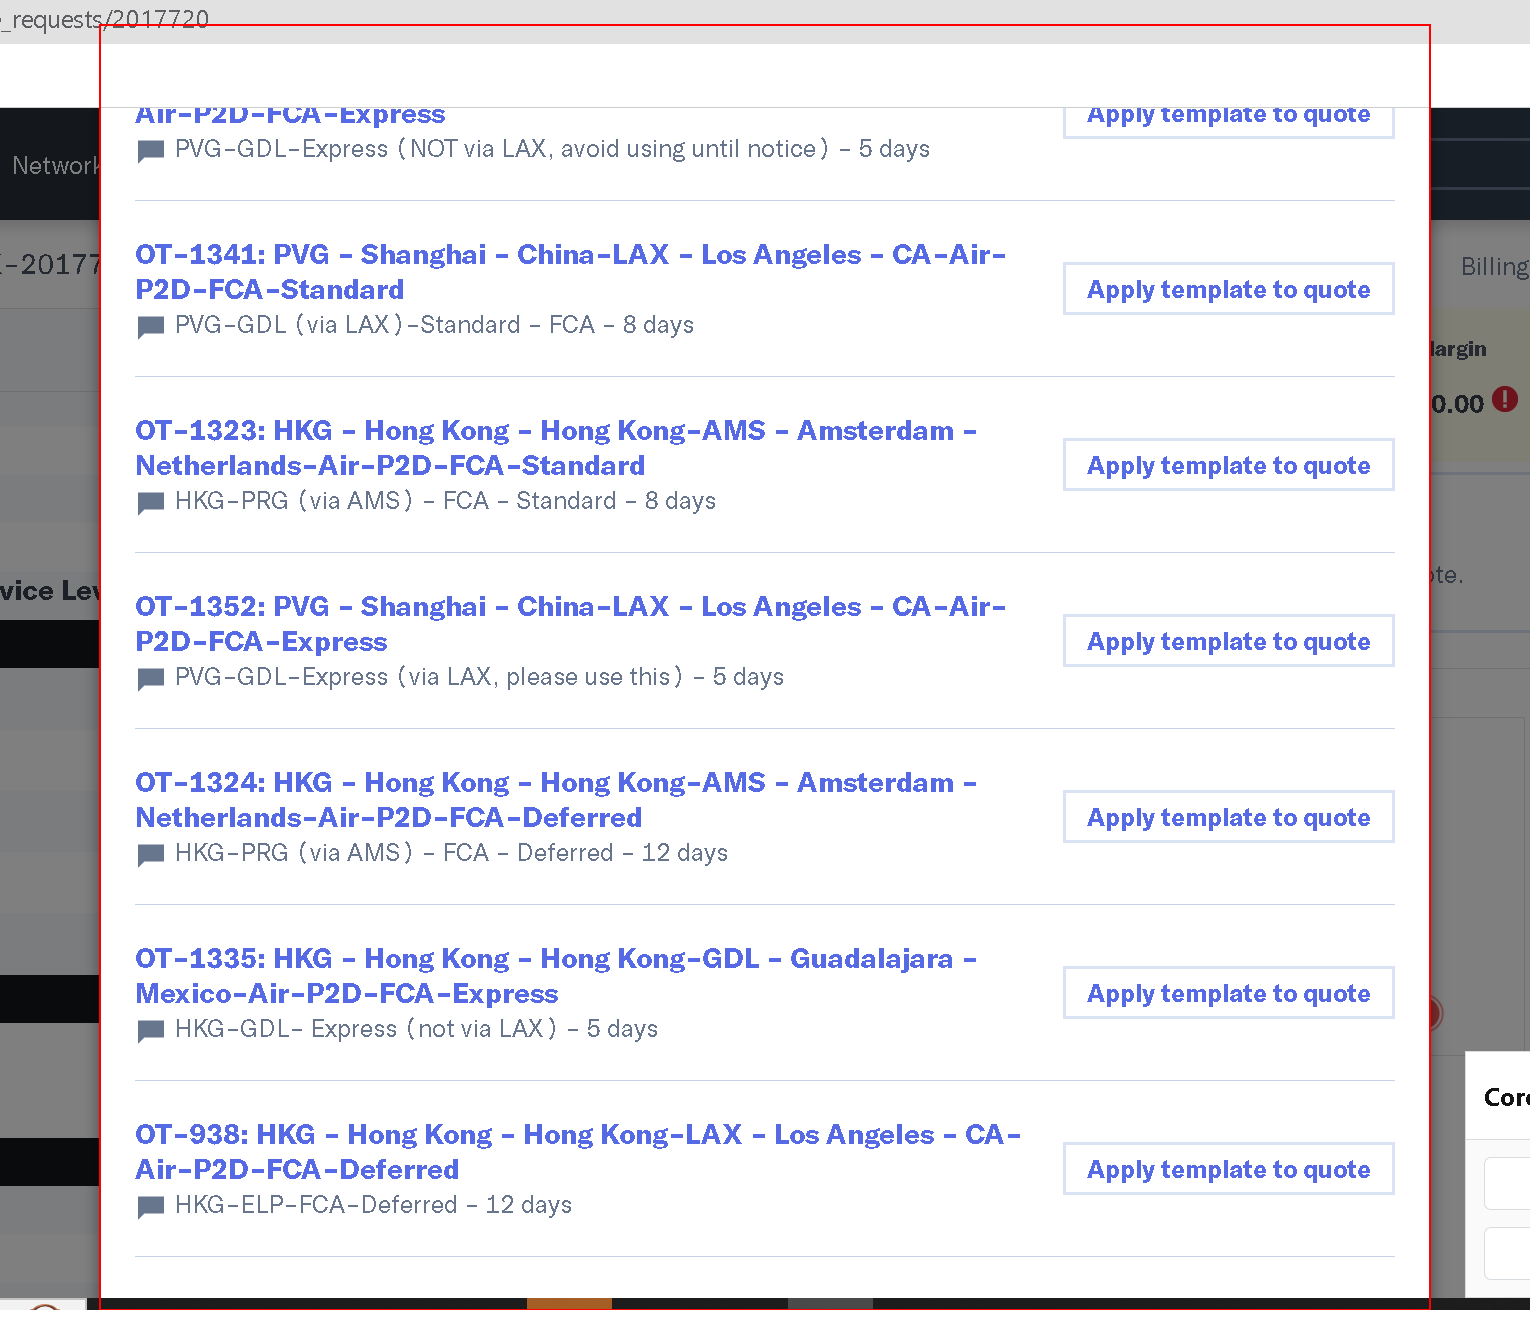 _requests/2017720
Network
-2017
Billing
Margin
0.00
vice Lev
ote.
Air-P2D-FCA-Express
Apply template to quote
PVG-GDL-Express (NOT via LAX, avoid using until notice) - 5 days
OT-1341: PVG - Shanghai - China-LAX - Los Angeles - CA-Air-
P2D-FCA-Standard
Apply template to quote
PVG-GDL (via LAX)-Standard - FCA - 8 days
OT-1323: HKG - Hong Kong - Hong Kong-AMS - Amsterdam -
Netherlands-Air-P2D-FCA-Standard
Apply template to quote
HKG-PRG (via AMS) - FCA - Standard - 8 days
OT-1352: PVG - Shanghai - China-LAX - Los Angeles - CA-Air-
P2D-FCA-Express
Apply template to quote
PVG-GDL-Express (via LAX, please use this) - 5 days
OT-1324: HKG - Hong Kong - Hong Kong-AMS - Amsterdam -
Netherlands-Air-P2D-FCA-Deferred
Apply template to quote
HKG-PRG (via AMS) - FCA - Deferred - 12 days
OT-1335: HKG - Hong Kong - Hong Kong-GDL - Guadalajara -
Mexico-Air-P2D-FCA-Express
Apply template to quote
HKG-GDL- Express (not via LAX) - 5 days
OT-938: HKG - Hong Kong - Hong Kong-LAX - Los Angeles - CA-
Air-P2D-FCA-Deferred
Apply template to quote
HKG-ELP-FCA-Deferred - 12 days
Core